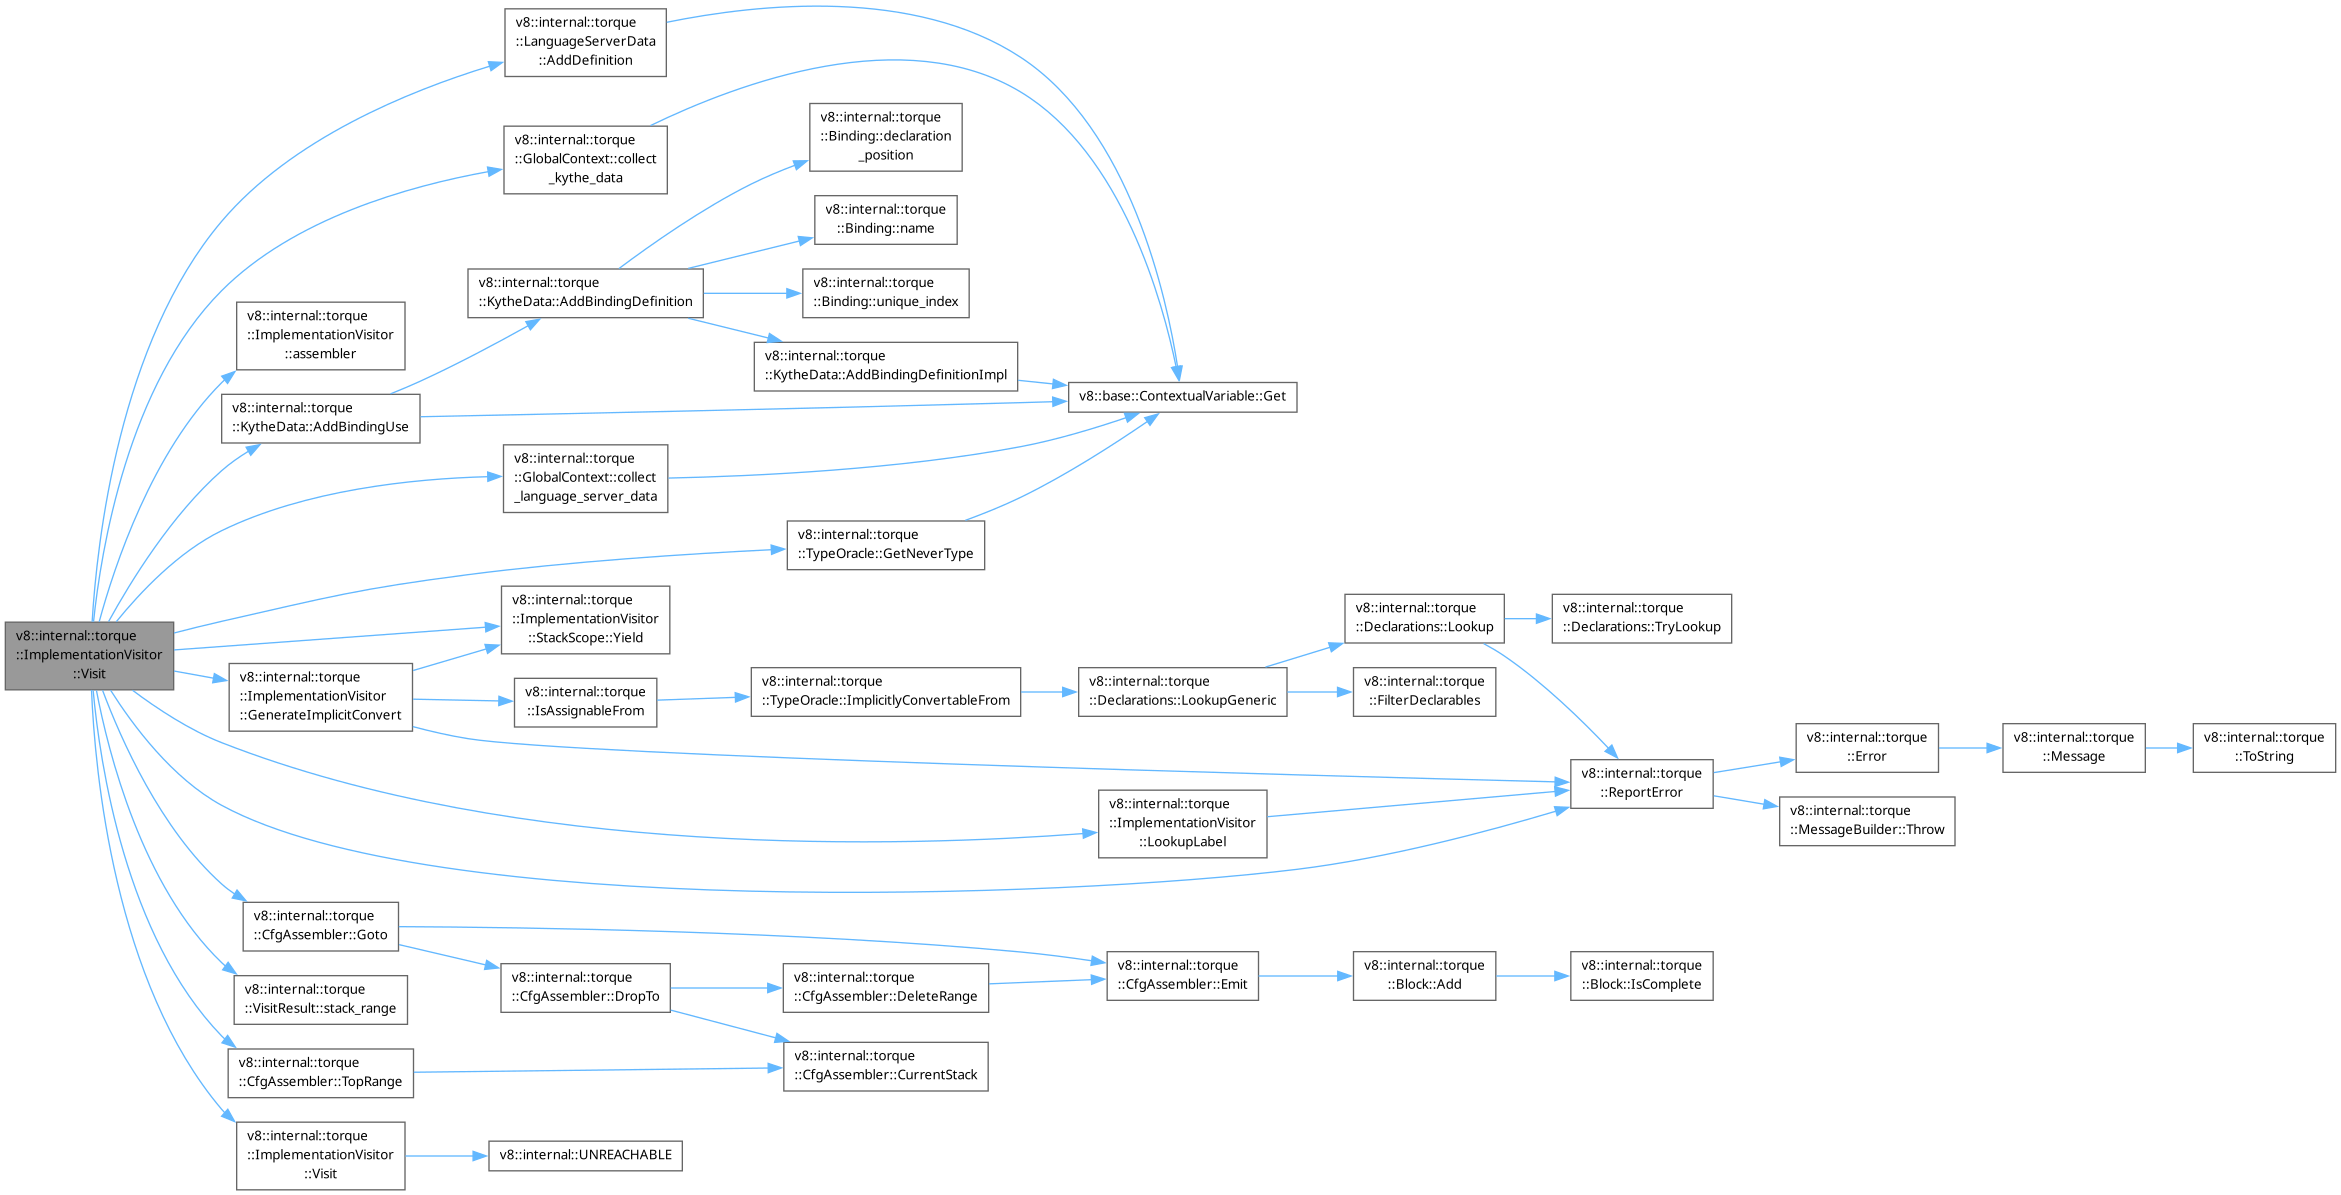 v8::internal::torque
::LanguageServerData
::AddDefinition
v8::internal::torque
::GlobalContext::collect
_kythe_data
v8::internal::torque
::Binding::declaration
_position
v8::internal::torque
::Binding::name
v8::internal::torque
::KytheData::AddBindingDefinition
v8::internal::torque
::Binding::unique_index
v8::internal::torque
::ImplementationVisitor
::assembler
v8::internal::torque
::KytheData::AddBindingDefinitionImpl
v8::base::ContextualVariable::Get
v8::internal::torque
::KytheData::AddBindingUse
v8::internal::torque
::GlobalContext::collect
_language_server_data
v8::internal::torque
::TypeOracle::GetNeverType
v8::internal::torque
::ImplementationVisitor
::StackScope::Yield
v8::internal::torque
::Declarations::Lookup
v8::internal::torque
::Declarations::TryLookup
v8::internal::torque
::ImplementationVisitor
::Visit
v8::internal::torque
::ImplementationVisitor
::GenerateImplicitConvert
v8::internal::torque
::IsAssignableFrom
v8::internal::torque
::TypeOracle::ImplicitlyConvertableFrom
v8::internal::torque
::Declarations::LookupGeneric
v8::internal::torque
::FilterDeclarables
v8::internal::torque
::ReportError
v8::internal::torque
::Error
v8::internal::torque
::Message
v8::internal::torque
::ToString
v8::internal::torque
::ImplementationVisitor
::LookupLabel
v8::internal::torque
::MessageBuilder::Throw
v8::internal::torque
::CfgAssembler::Goto
v8::internal::torque
::CfgAssembler::DropTo
v8::internal::torque
::CfgAssembler::DeleteRange
v8::internal::torque
::CfgAssembler::Emit
v8::internal::torque
::Block::Add
v8::internal::torque
::Block::IsComplete
v8::internal::torque
::VisitResult::stack_range
v8::internal::torque
::CfgAssembler::TopRange
v8::internal::torque
::CfgAssembler::CurrentStack
v8::internal::torque
::ImplementationVisitor
::Visit
v8::internal::UNREACHABLE